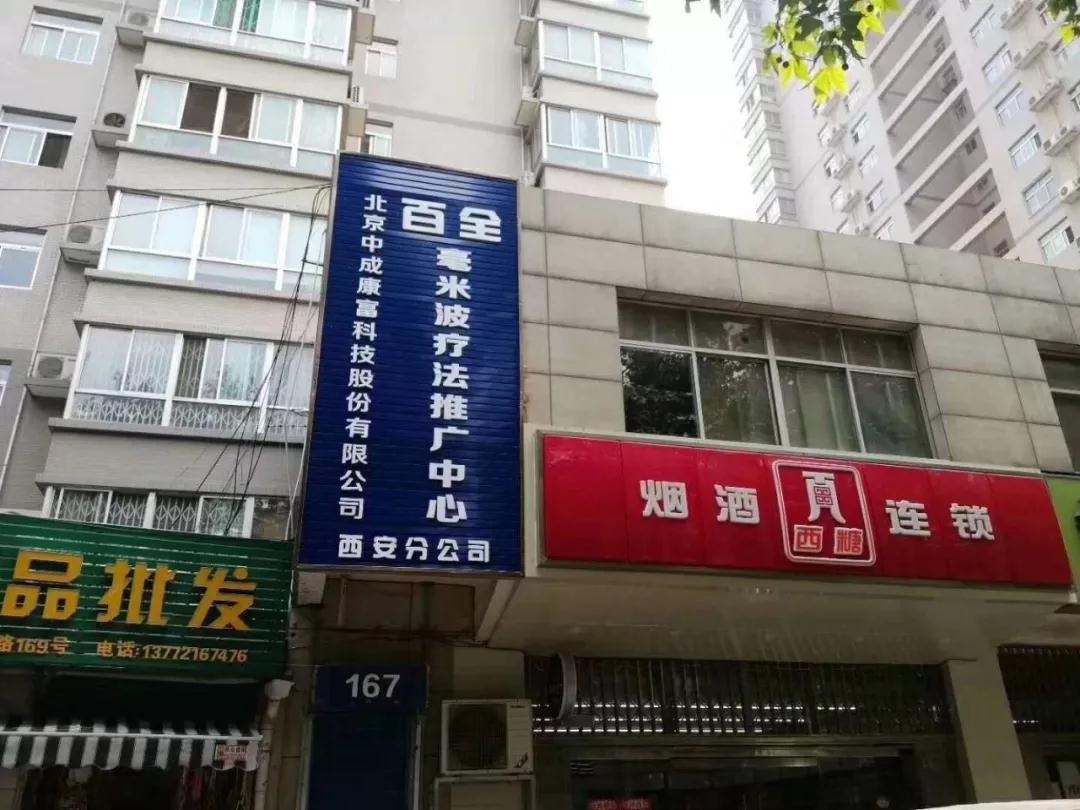 百全
毫米波疗法推广中心
北京中成康富科技股份有限公司
西安分公司
167
烟酒
西糖
连锁
品批发
路169号 电话:13772167476